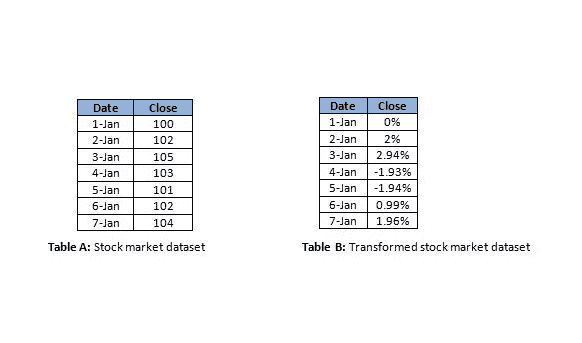 Date Close
1-Jan 100
2-Jan 102
3-Jan 105
4-Jan 103
5-Jan 101
6-Jan 102
7-Jan 104
Table A: Stock market dataset
Date Close
1-Jan 0%
2-Jan 2%
3-Jan 2.94%
4-Jan -1.93%
5-Jan -1.94%
6-Jan 0.99%
7-Jan 1.96%
Table B: Transformed stock market dataset